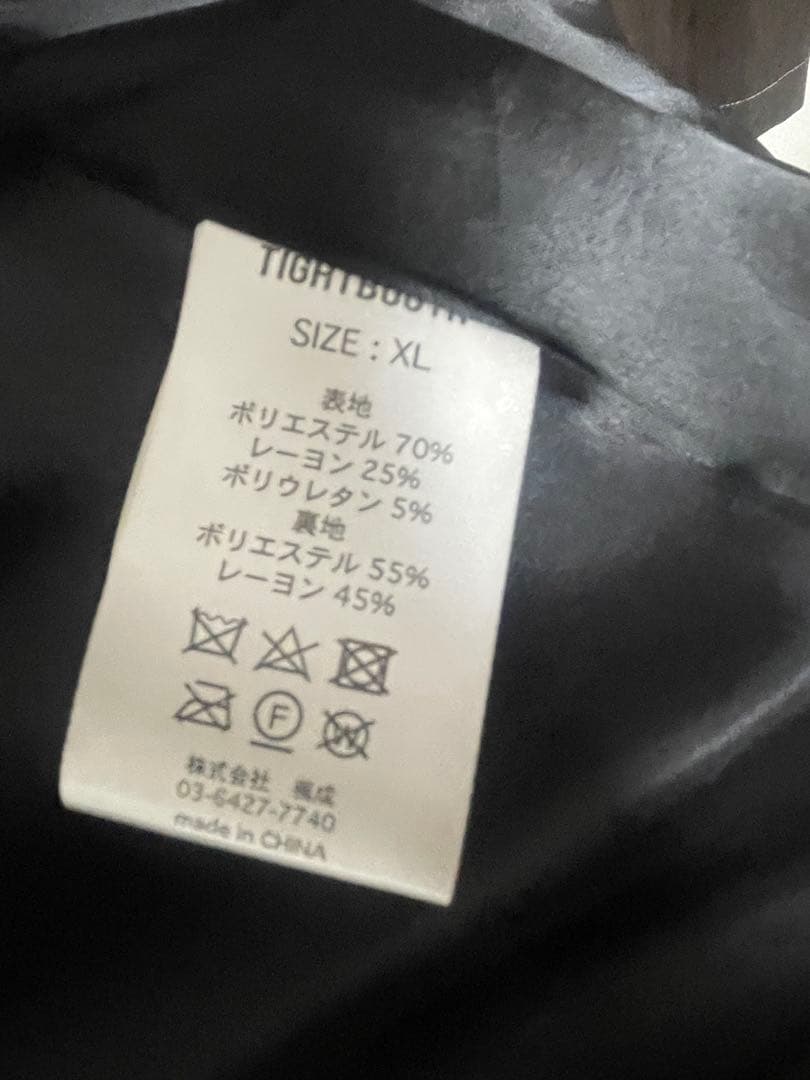 TIGHTBOOTH
SIZE : XL
表地
ポリエステル 70%
レーヨン 25%
ポリウレタン 5%
裏地
ポリエステル 55%
レーヨン 45%
F
W
株式会社
03-6427-7740
made in CHINA